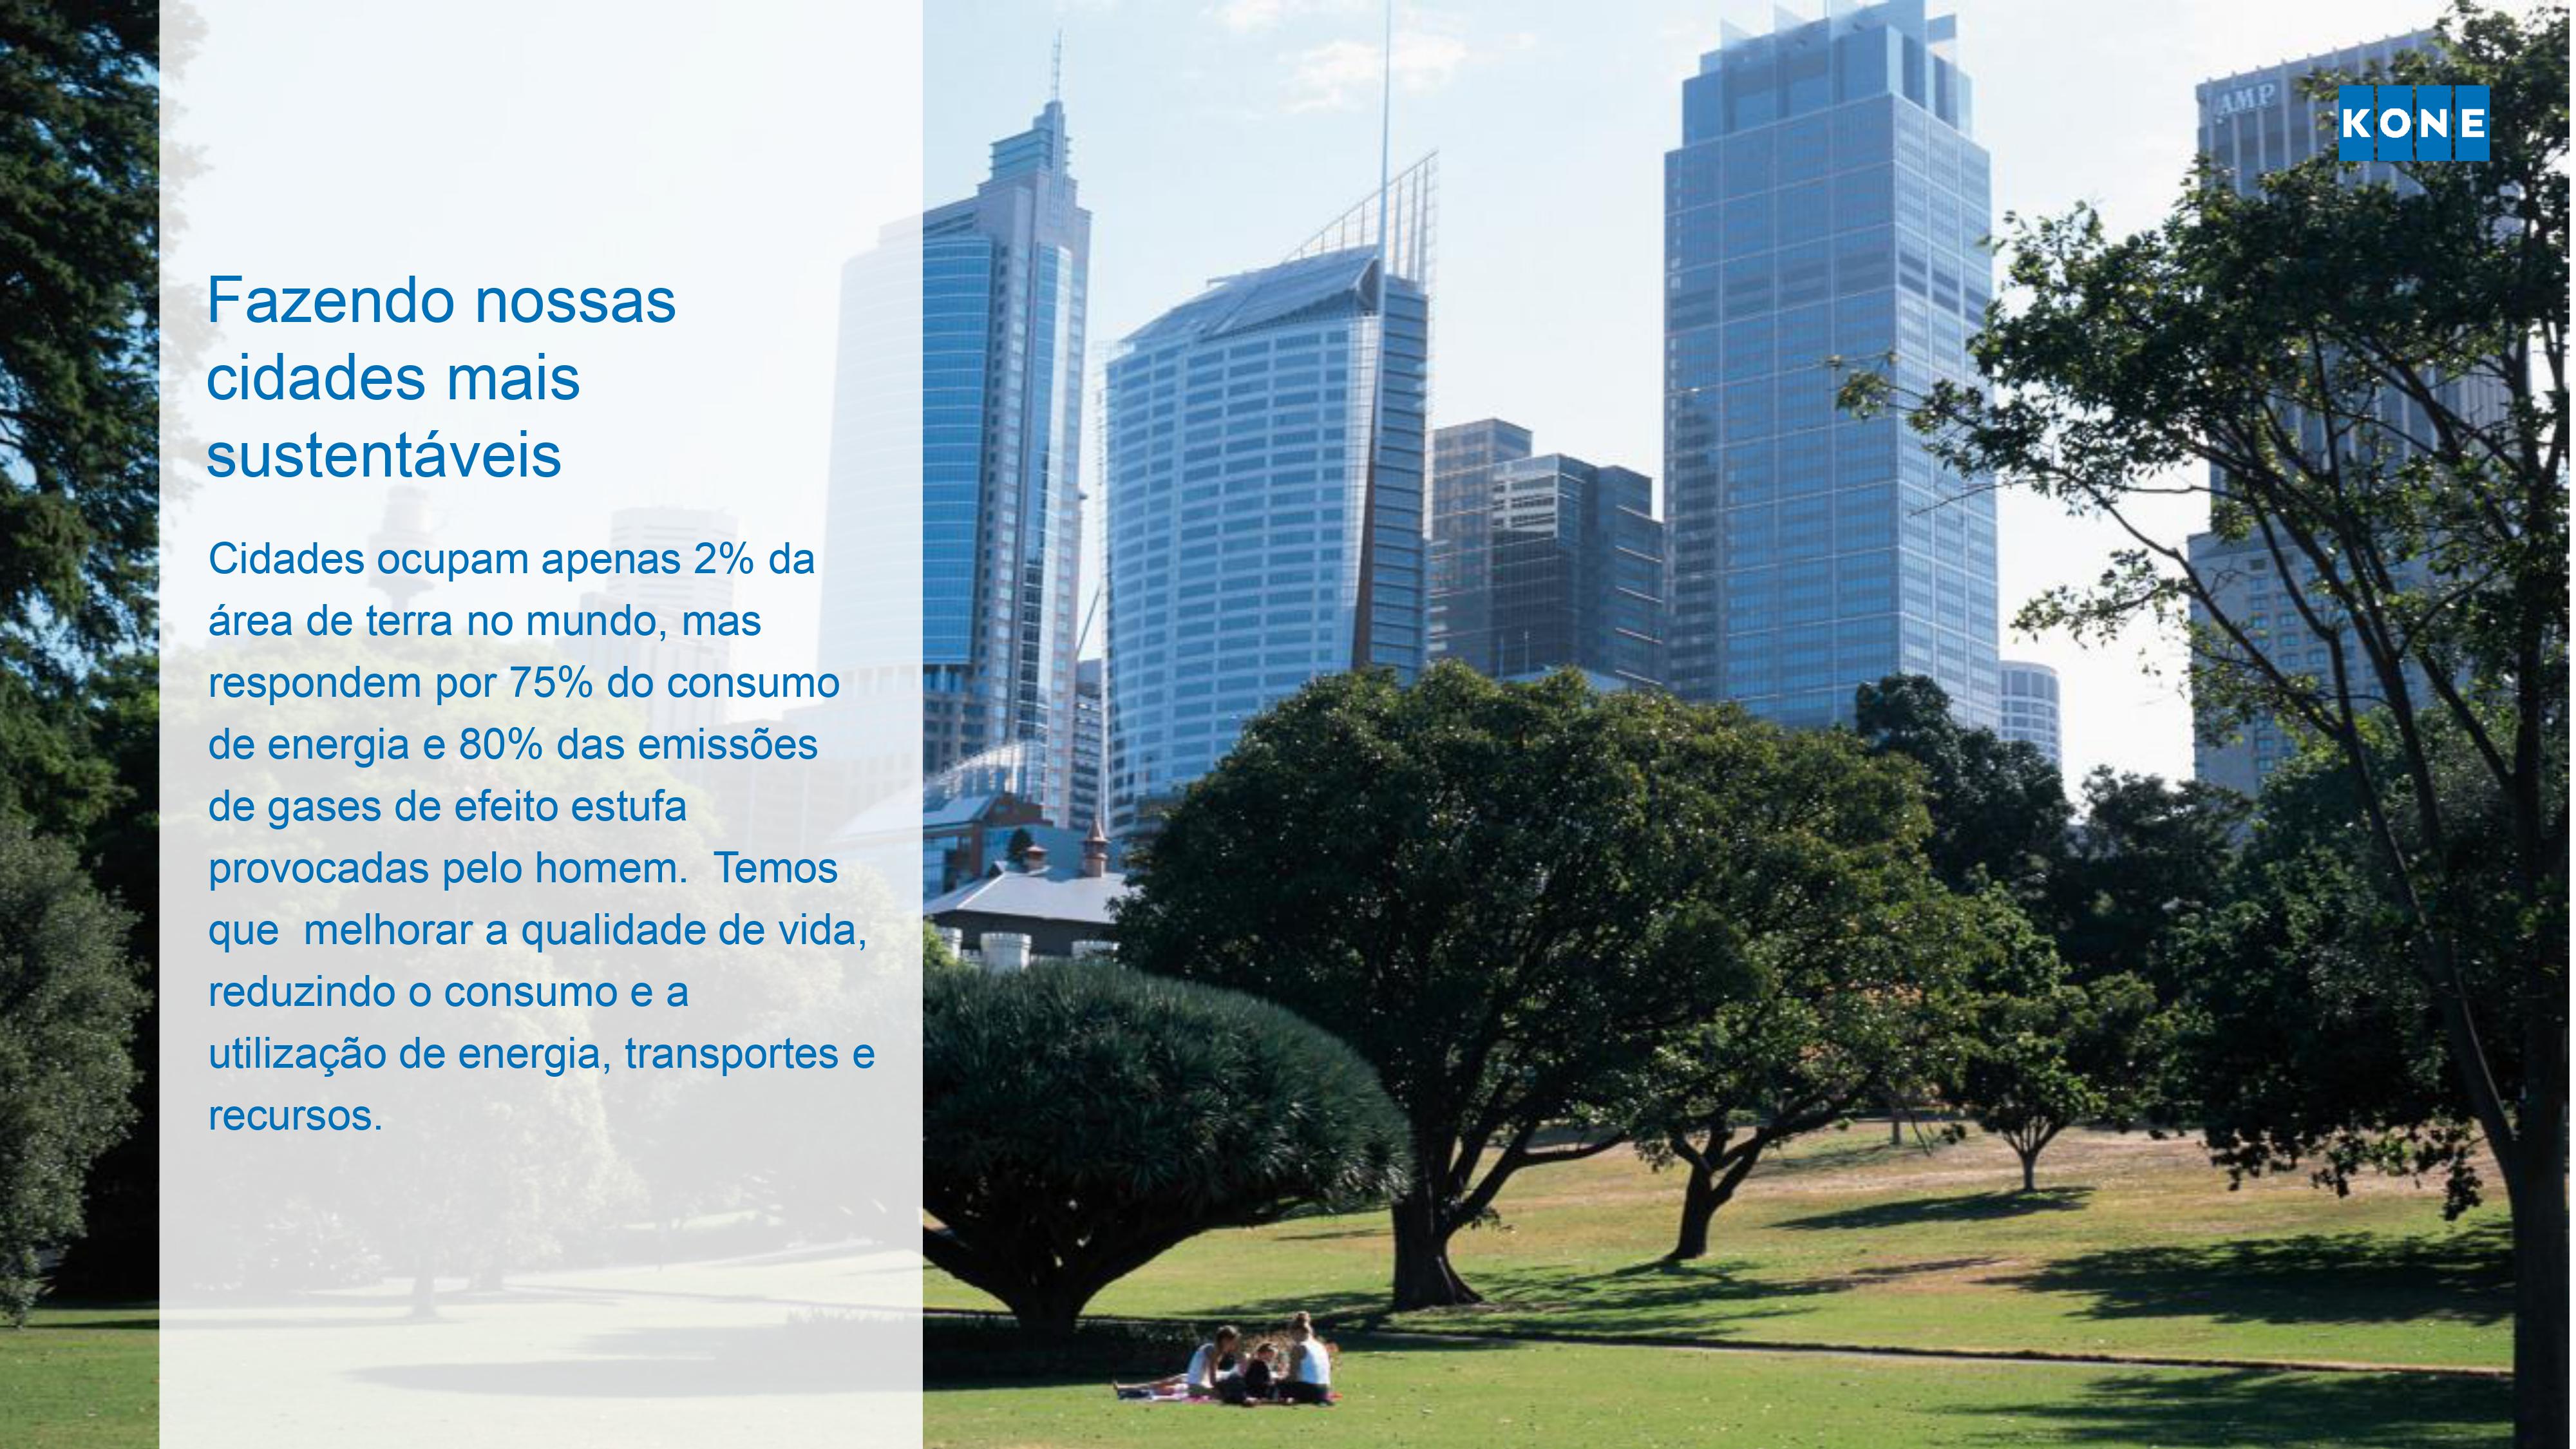 AMP
KONE
Fazendo nossas
cidades mais
sustentáveis
Cidades ocupam apenas 2% da
área de terra no mundo, mas
respondem por 75% do consumo
de energia e 80% das emissões
de gases de efeito estufa
provocadas pelo homem.  Temos
que  melhorar a qualidade de vida,
reduzindo o consumo e a
utilização de energia, transportes e
recursos.